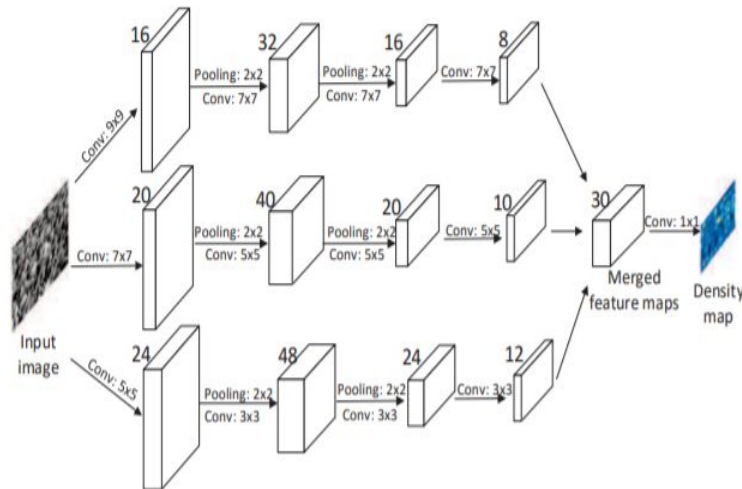 16
32
16
8
Pooling: 2x2
Conv: 7x7
Pooling: 2x2
Conv: 7x7
Conv: 7x7
Conv: 9x9
20
40
20
10
30
Conv: 7x7
Pooling: 2x2
Conv: 5x5
Pooling: 2x2
Conv: 5x5
Conv: 5x5
Conv: 1x1
Merged
feature maps
Density
map
Input
image
24
48
24
12
Conv: 5x5
Pooling: 2x2
Conv: 3x3
Pooling: 2x2
Conv: 3x3
Conv: 3x3